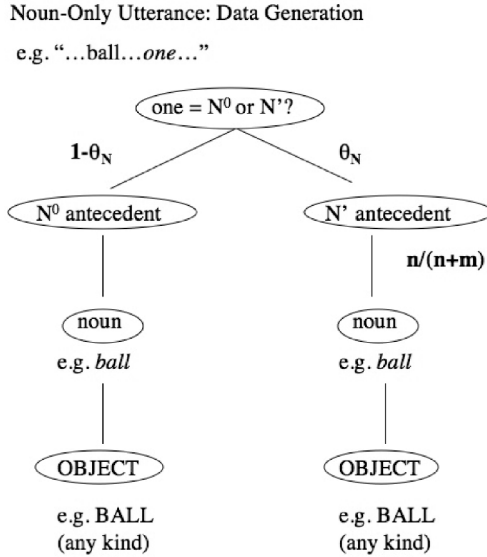 Noun-Only Utterance: Data Generation
e.g. “…ball…one…”
one = N⁰ or N’?
1-θN θN
N⁰ antecedent N’ antecedent
n/(n+m)
noun noun
e.g. ball e.g. ball
OBJECT OBJECT
e.g. BALL e.g. BALL
(any kind) (any kind)